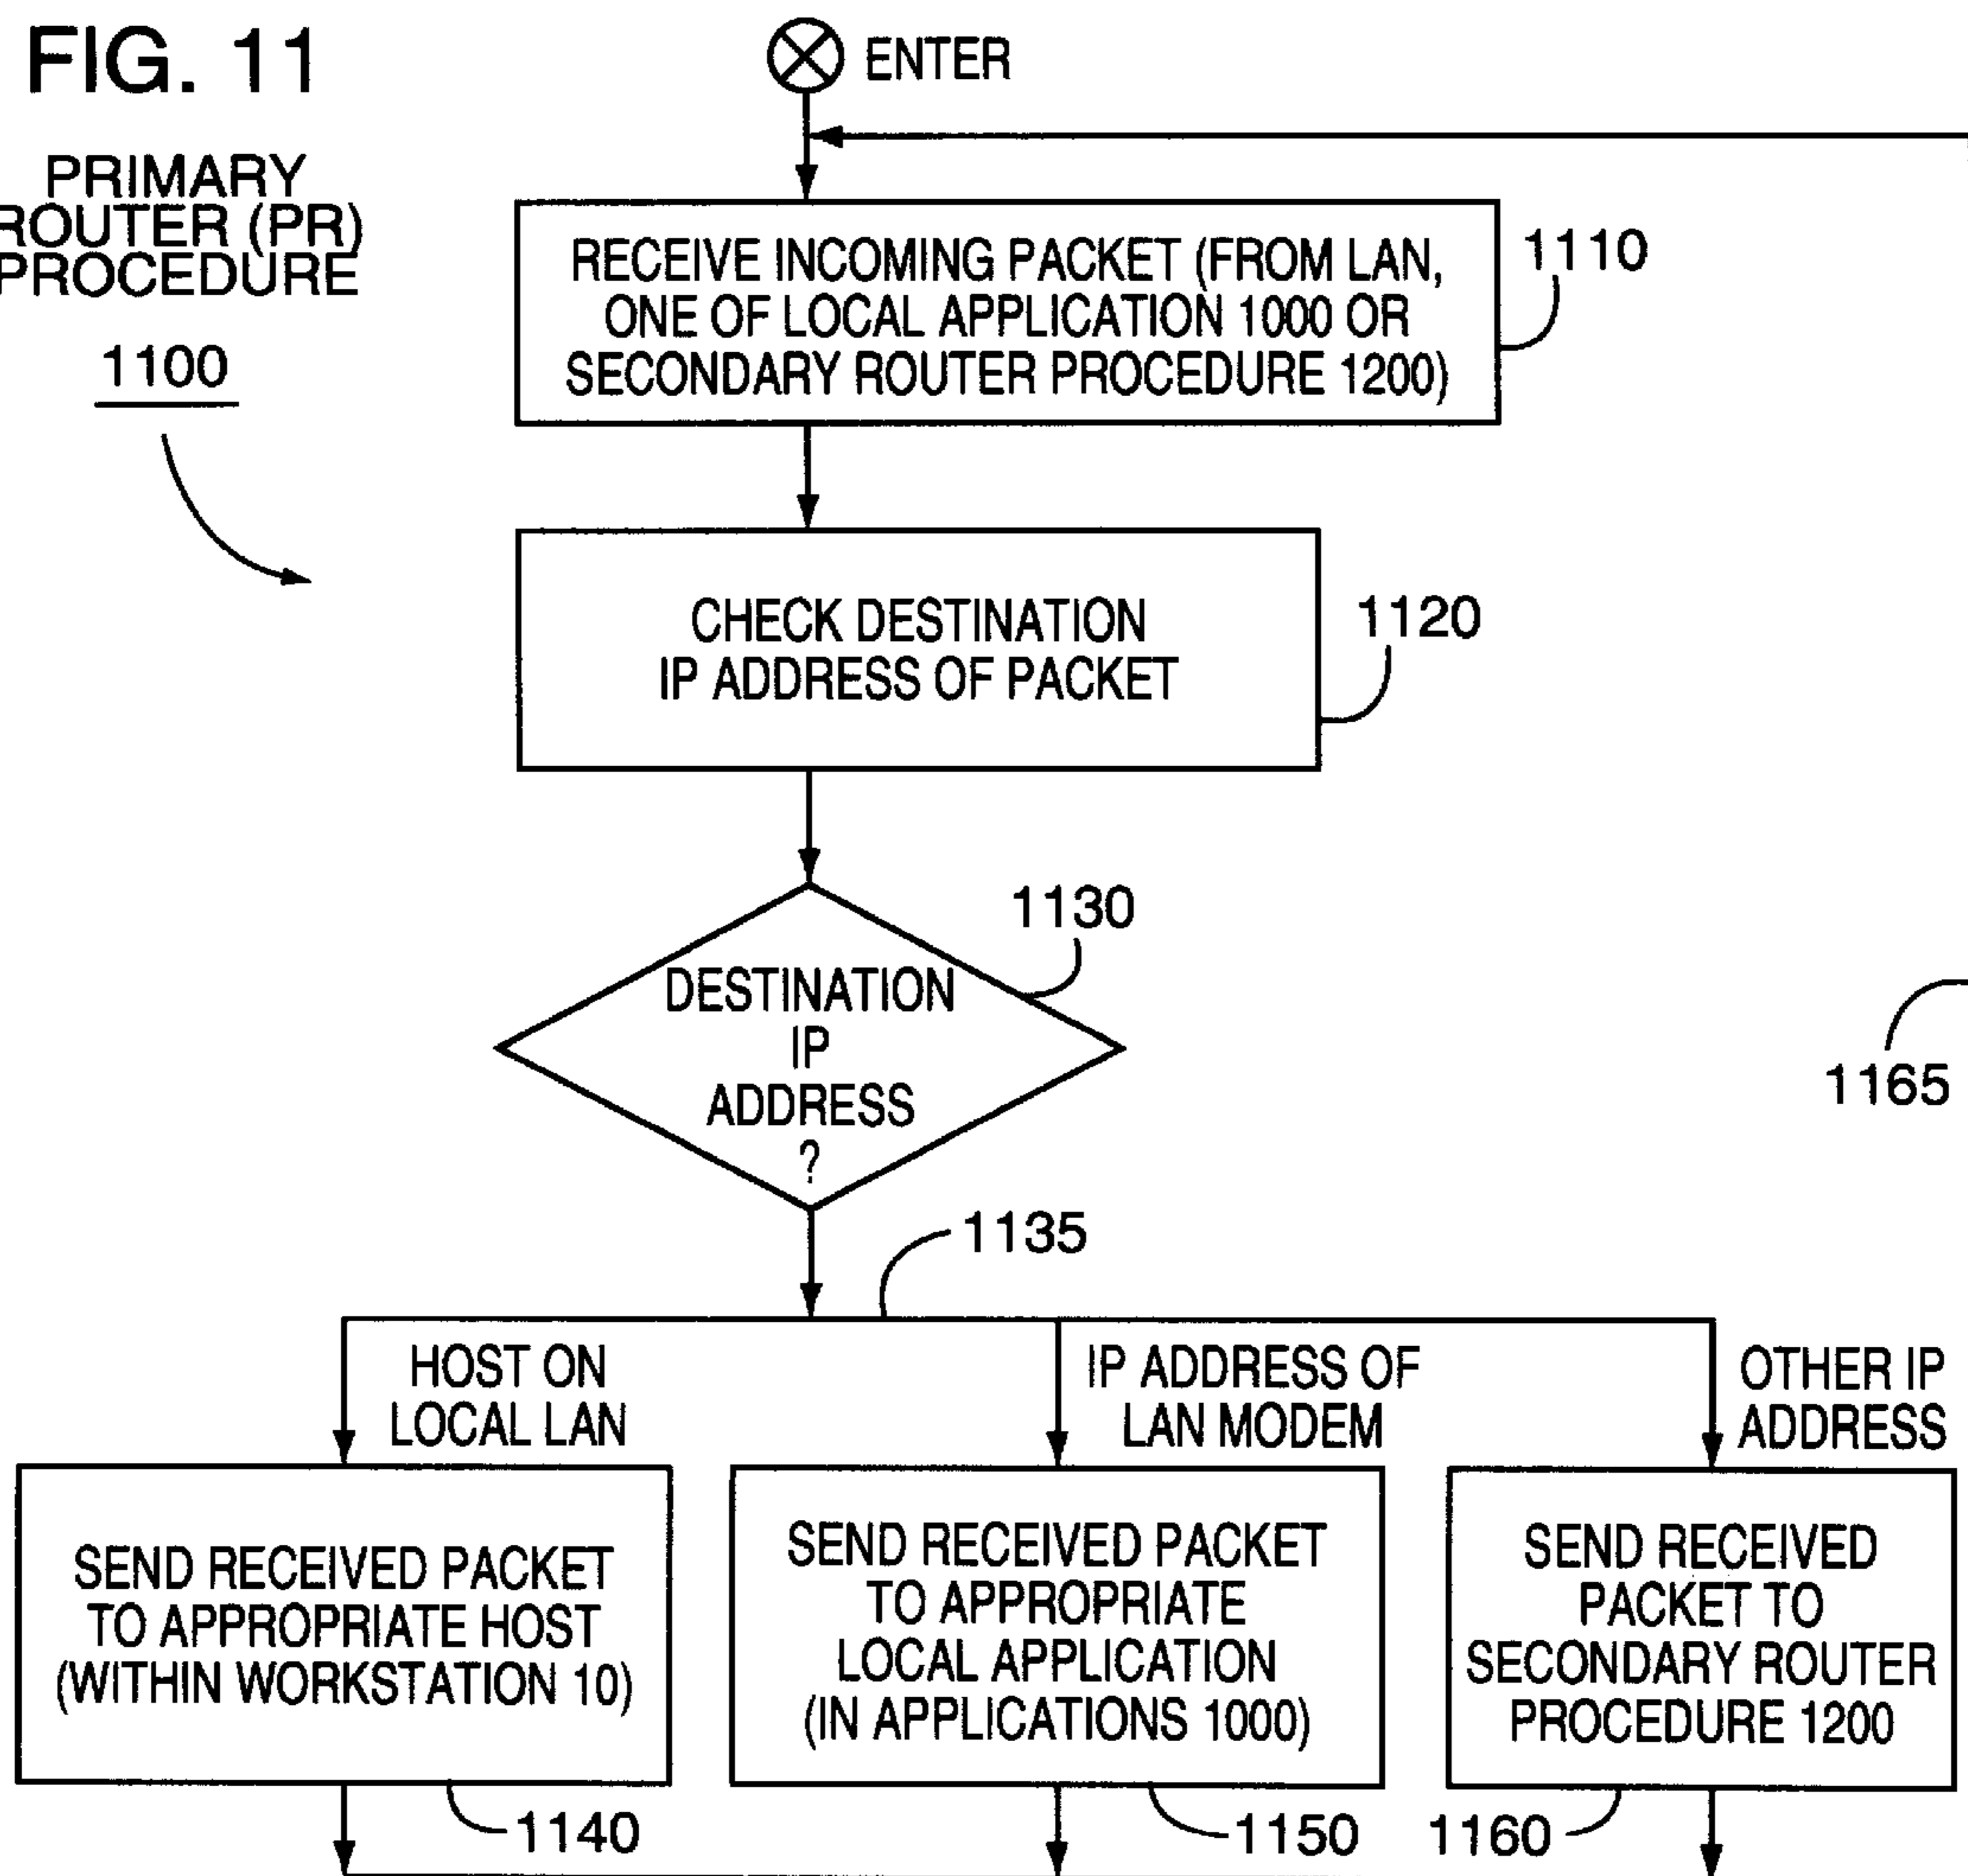 FIG. 11
ENTER
PRIMARY
ROUTER (PR)
PROCEDURE
1100
RECEIVE INCOMING PACKET (FROM LAN,
ONE OF LOCAL APPLICATION 1000 OR
SECONDARY ROUTER PROCEDURE 1200)
1110
CHECK DESTINATION
IP ADDRESS OF PACKET
1120
1130
DESTINATION
IP
ADDRESS
?
1165
1135
HOST ON
LOCAL LAN
IP ADDRESS OF
LAN MODEM
OTHER IP
ADDRESS
SEND RECEIVED PACKET
TO APPROPRIATE HOST
(WITHIN WORKSTATION 10)
SEND RECEIVED PACKET
TO APPROPRIATE
LOCAL APPLICATION
(IN APPLICATIONS 1000)
SEND RECEIVED
PACKET TO
SECONDARY ROUTER
PROCEDURE 1200
1140
1150
1160